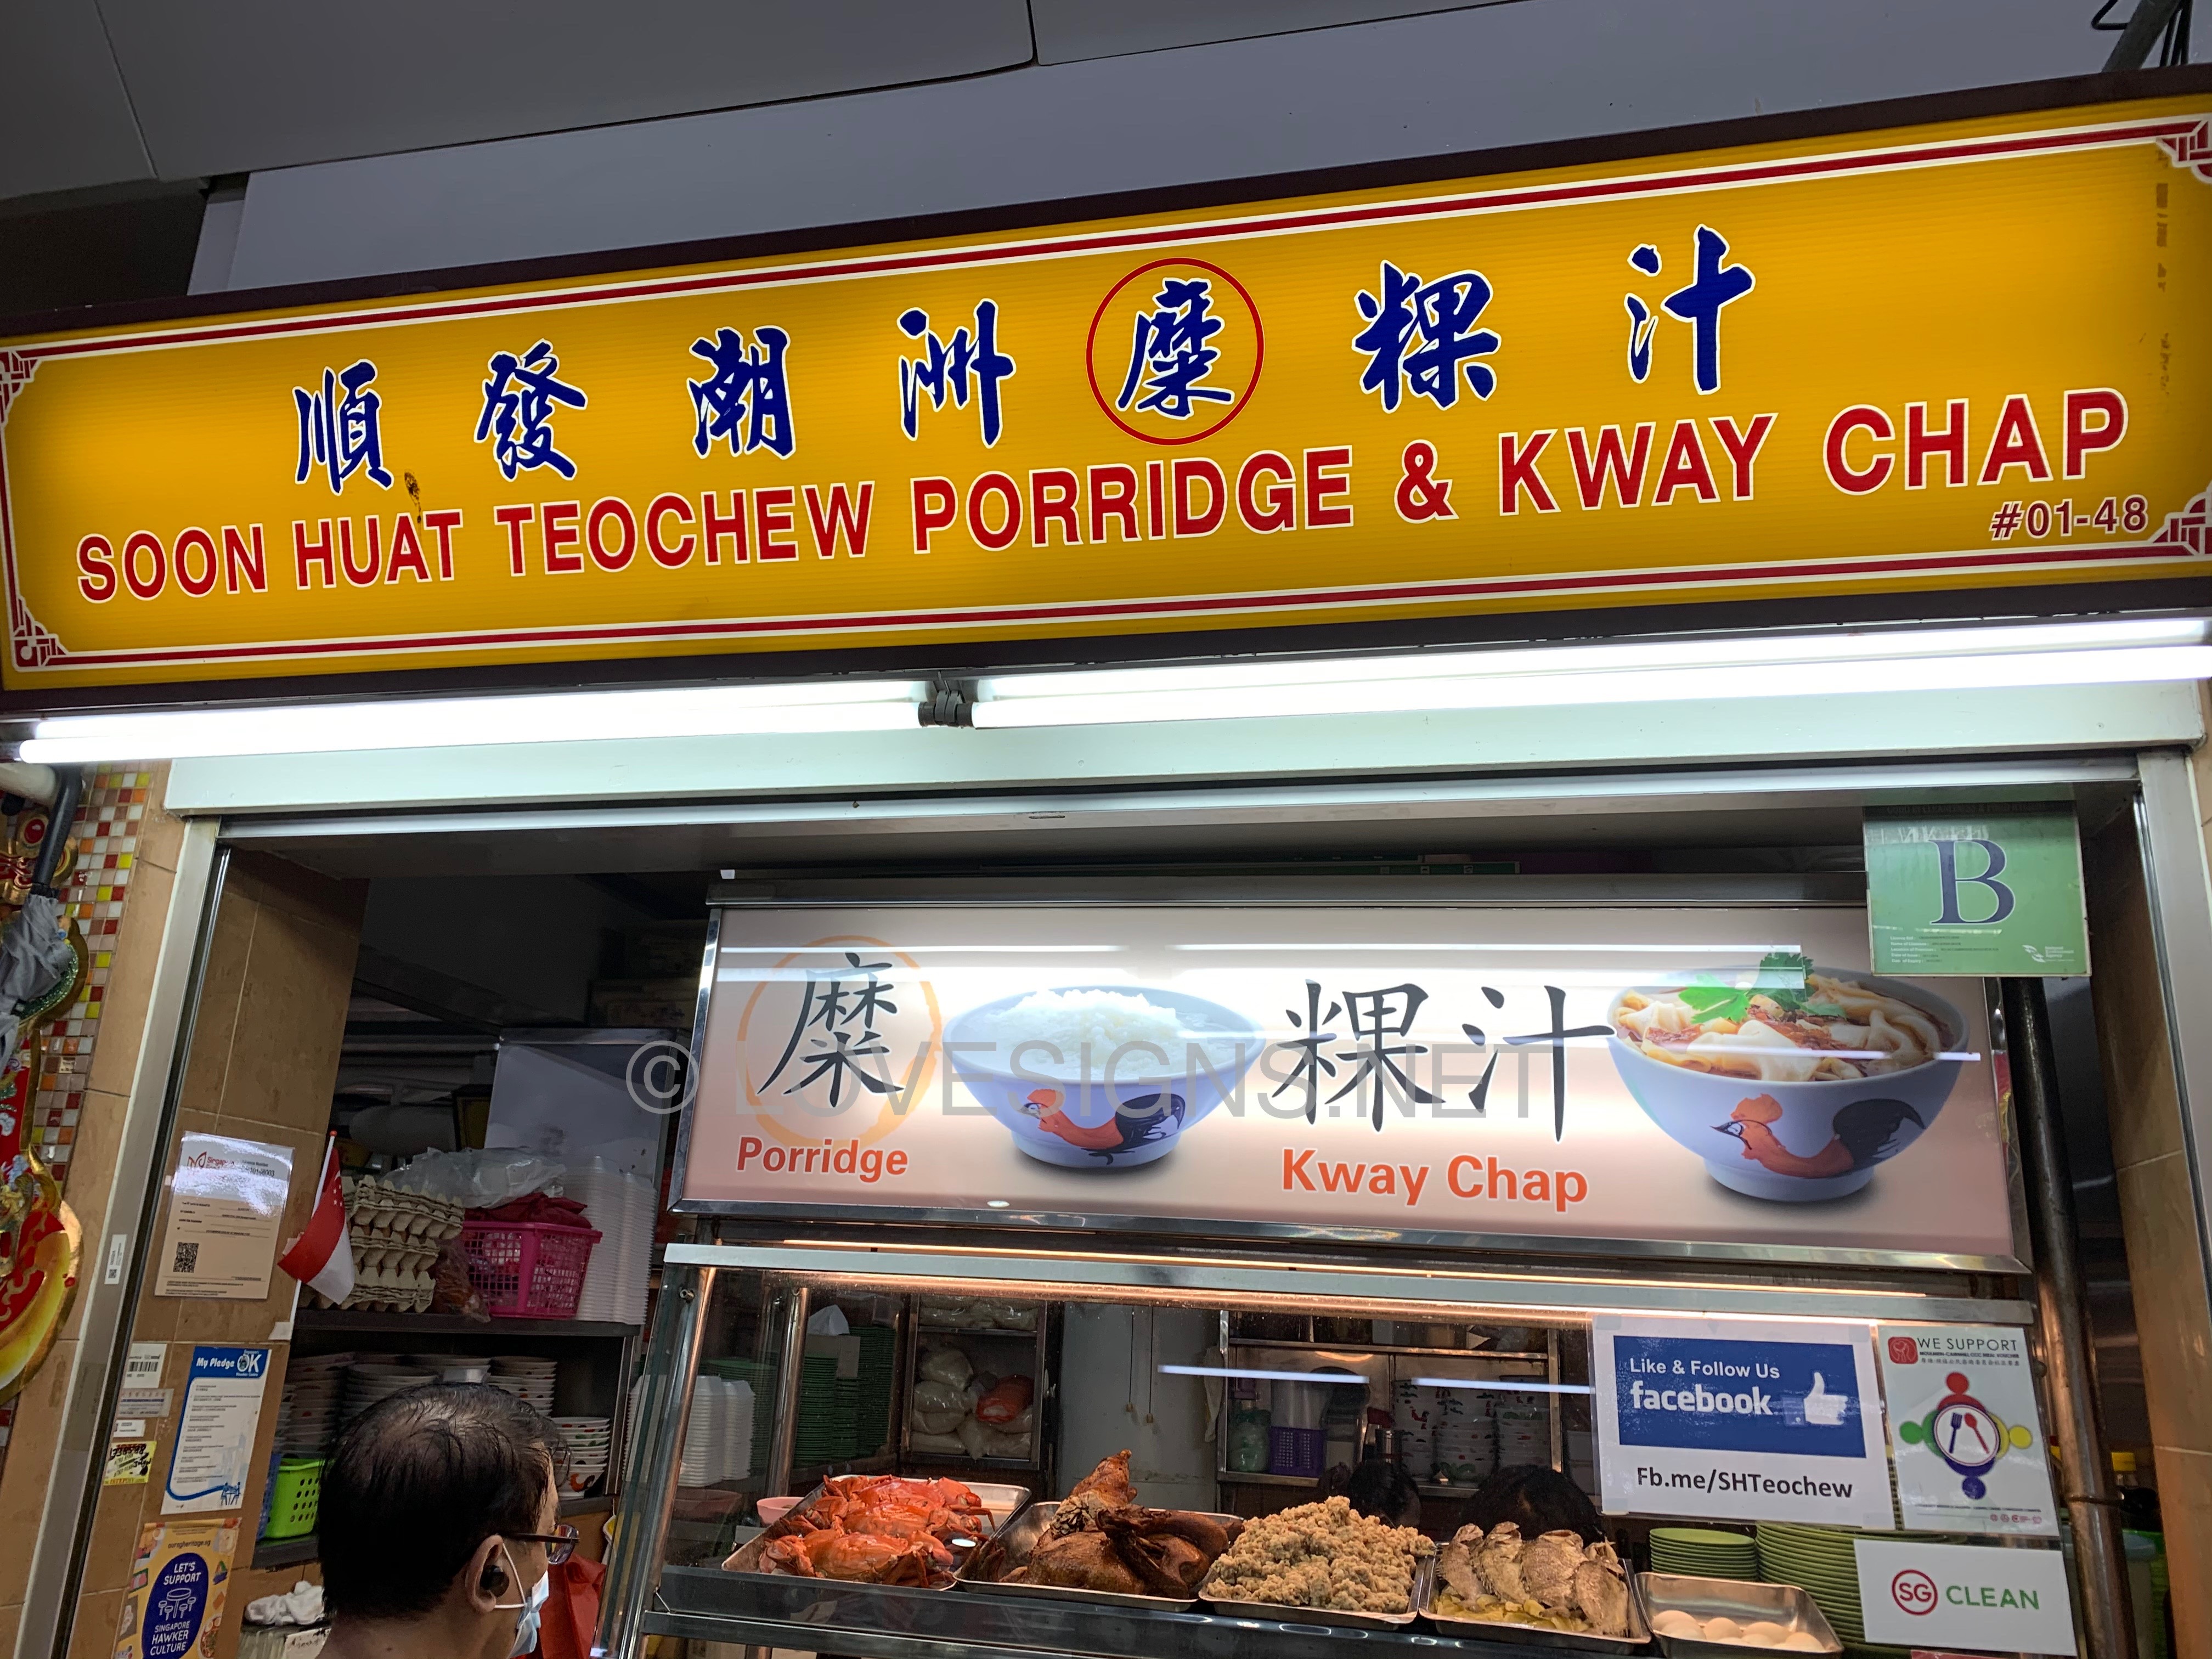 順發潮洲糜粿汁
SOON HUAT TEOCHEW PORRIDGE & KWAY CHAP
#01-48
B
糜 粿汁
Porridge Kway Chap
© LOVESIGNS.NET
My Pledge OK
Like & Follow Us
facebook
Fb.me/SHTeochew
WE SUPPORT
SG CLEAN
LET'S
SUPPORT
SINGAPORE
HAWKER
CULTURE